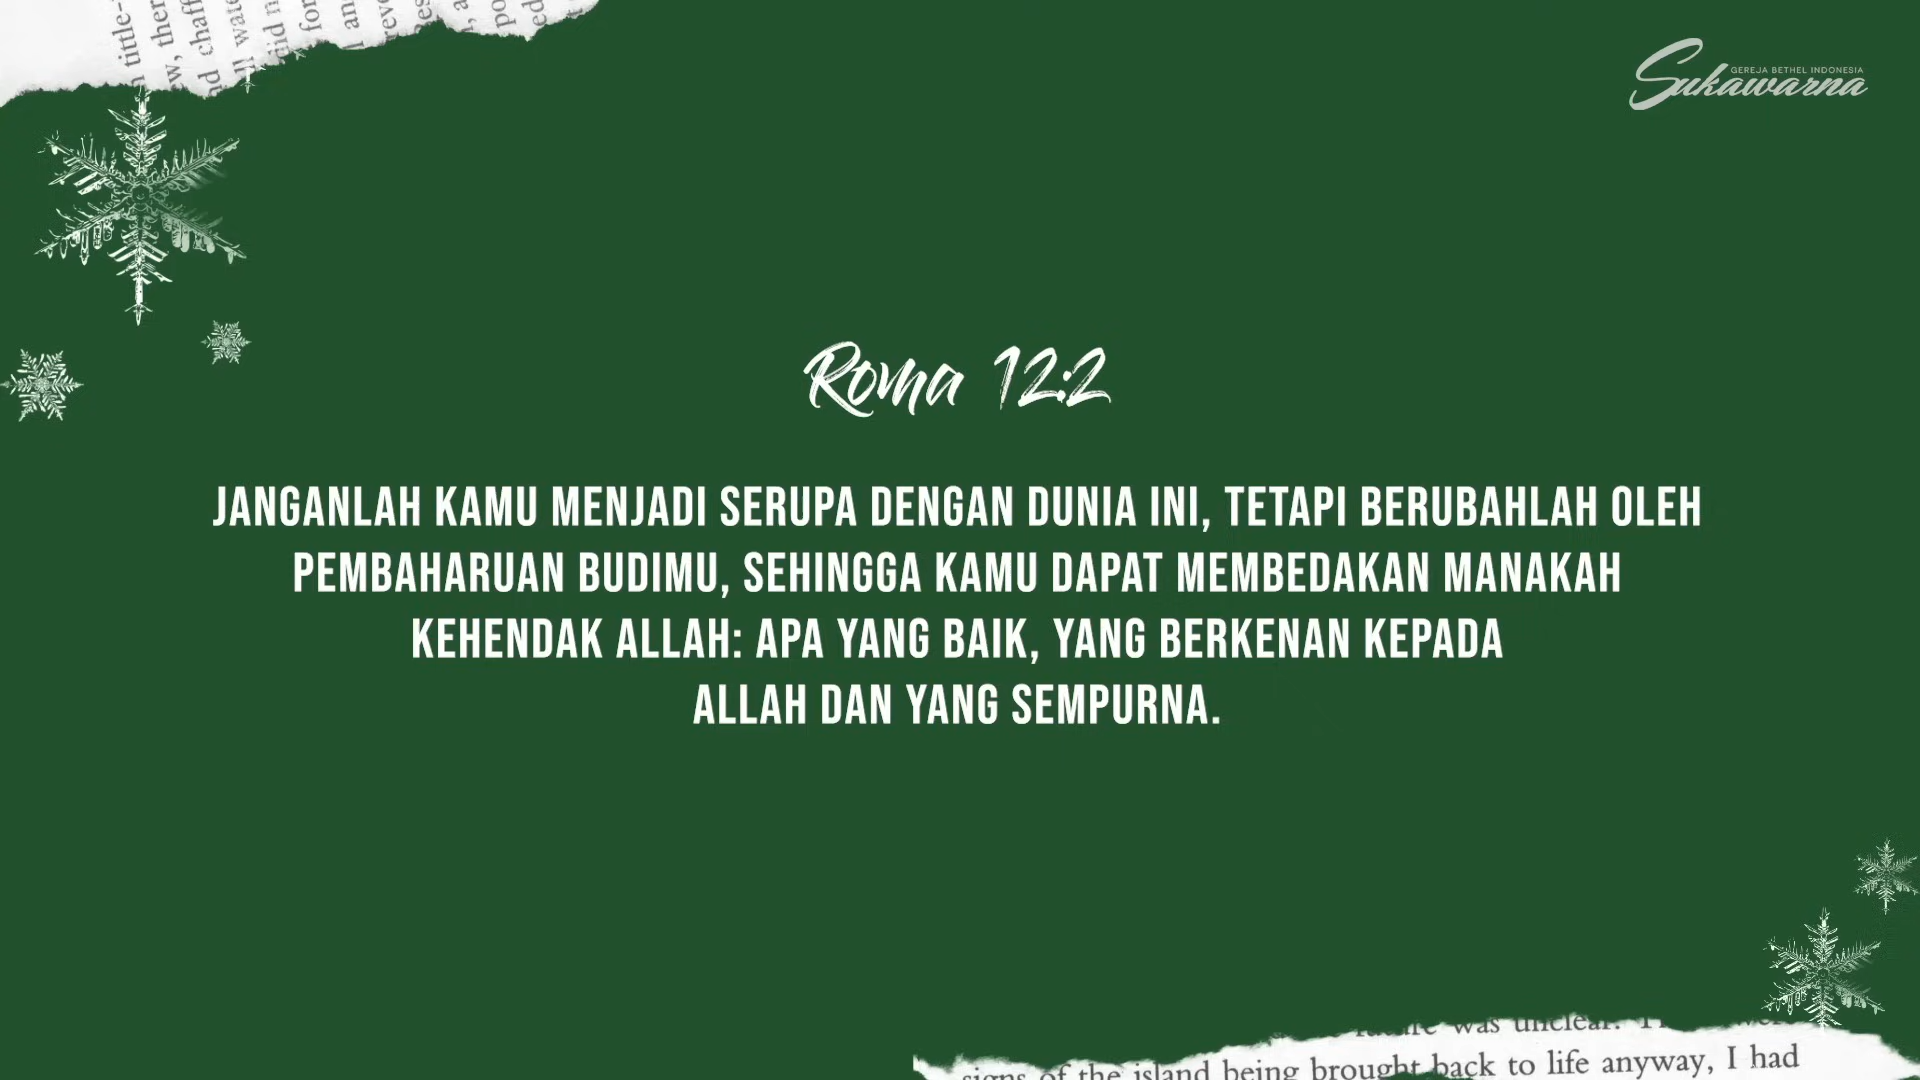 GEREJA BETHEL INDONESIA
Sukawarna
Roma 12:2
JANGANLAH KAMU MENJADI SERUPA DENGAN DUNIA INI, TETAPI BERUBAHLAH OLEH
PEMBAHARUAN BUDIMU, SEHINGGA KAMU DAPAT MEMBEDAKAN MANAKAH
KEHENDAK ALLAH: APA YANG BAIK, YANG BERKENAN KEPADA
ALLAH DAN YANG SEMPURNA.
was unclear.
signs of the island being brought back to life anyway, I had